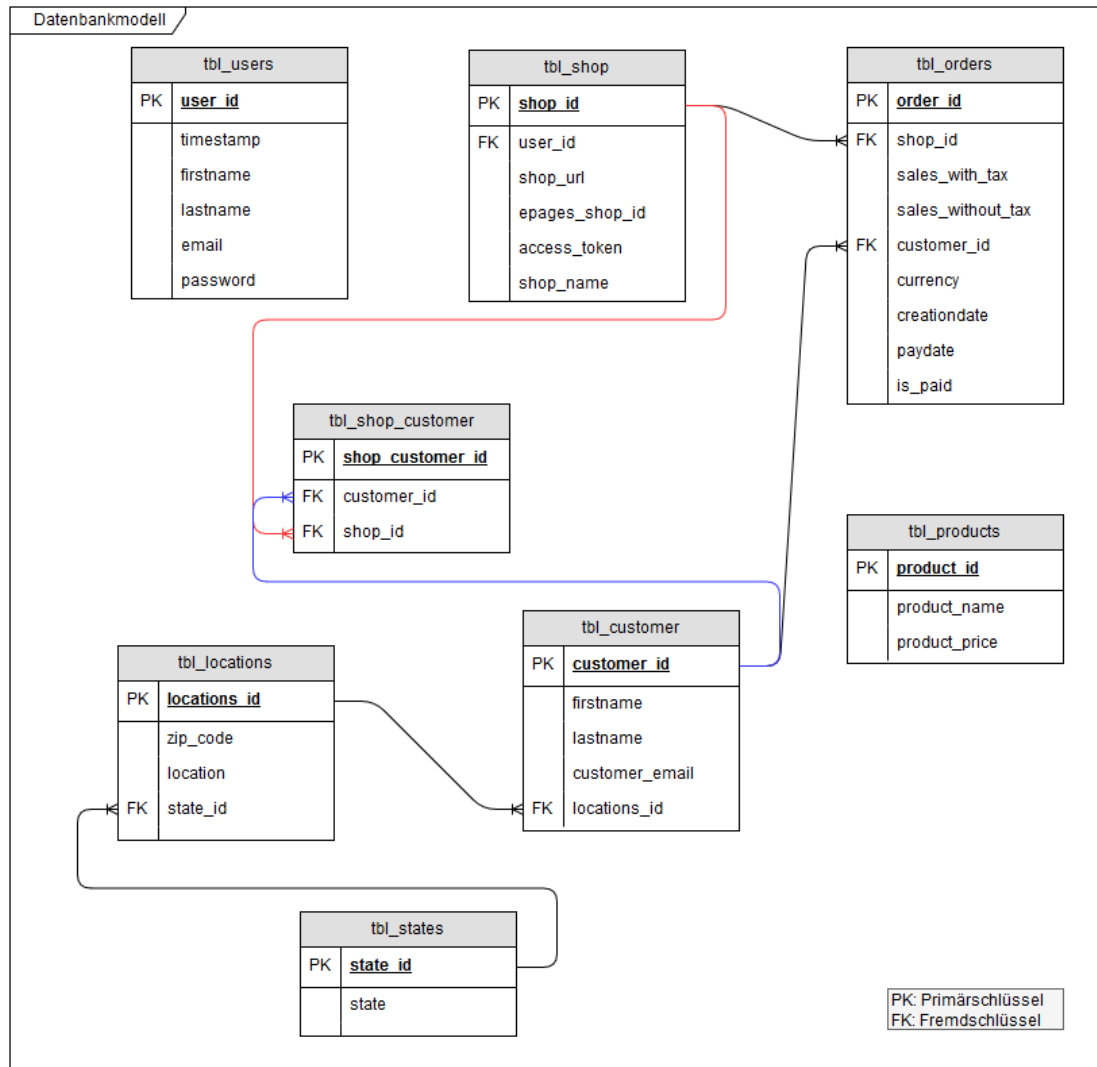 Datenbankmodell
tbl_users
PK user_id
timestamp
firstname
lastname
email
password
tbl_shop
PK shop_id
FK user_id
shop_url
epages_shop_id
access_token
shop_name
tbl_orders
PK order_id
FK shop_id
sales_with_tax
sales_without_tax
FK customer_id
currency
creationdate
paydate
is_paid
tbl_shop_customer
PK shop_customer_id
FK customer_id
FK shop_id
tbl_products
PK product_id
product_name
product_price
tbl_locations
PK locations_id
zip_code
location
FK state_id
tbl_customer
PK customer_id
firstname
lastname
customer_email
FK locations_id
tbl_states
PK state_id
state
PK: Primärschlüssel
FK: Fremdschlüssel